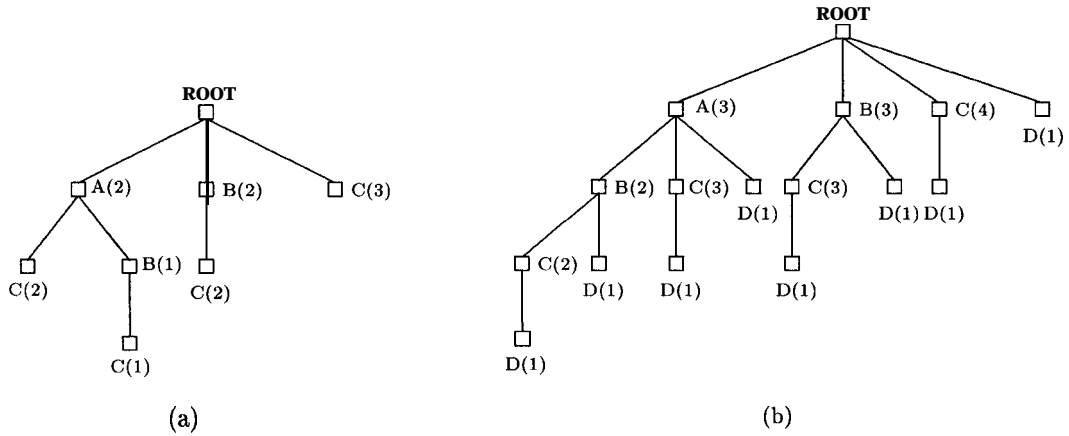 ROOT
A(2)
B(2)
C(3)
C(2)
B(1)
C(2)
C(1)
(a)
ROOT
A(3)
B(3)
C(4)
D(1)
B(2)
C(3)
D(1)
C(3)
D(1)
D(1)
C(2)
D(1)
D(1)
D(1)
D(1)
(b)